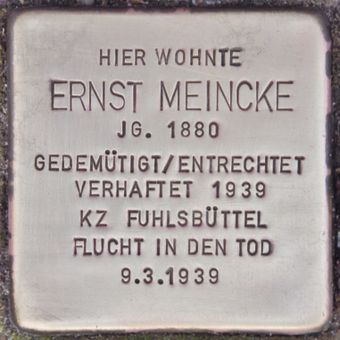 HIER WOHNTE
ERNST MEINCKE
JG. 1880
GEDEMÜTIGT/ENTRECHTET
VERHAFTET 1939
KZ FUHLSBÜTTEL
FLUCHT IN DEN TOD
9.3.1939